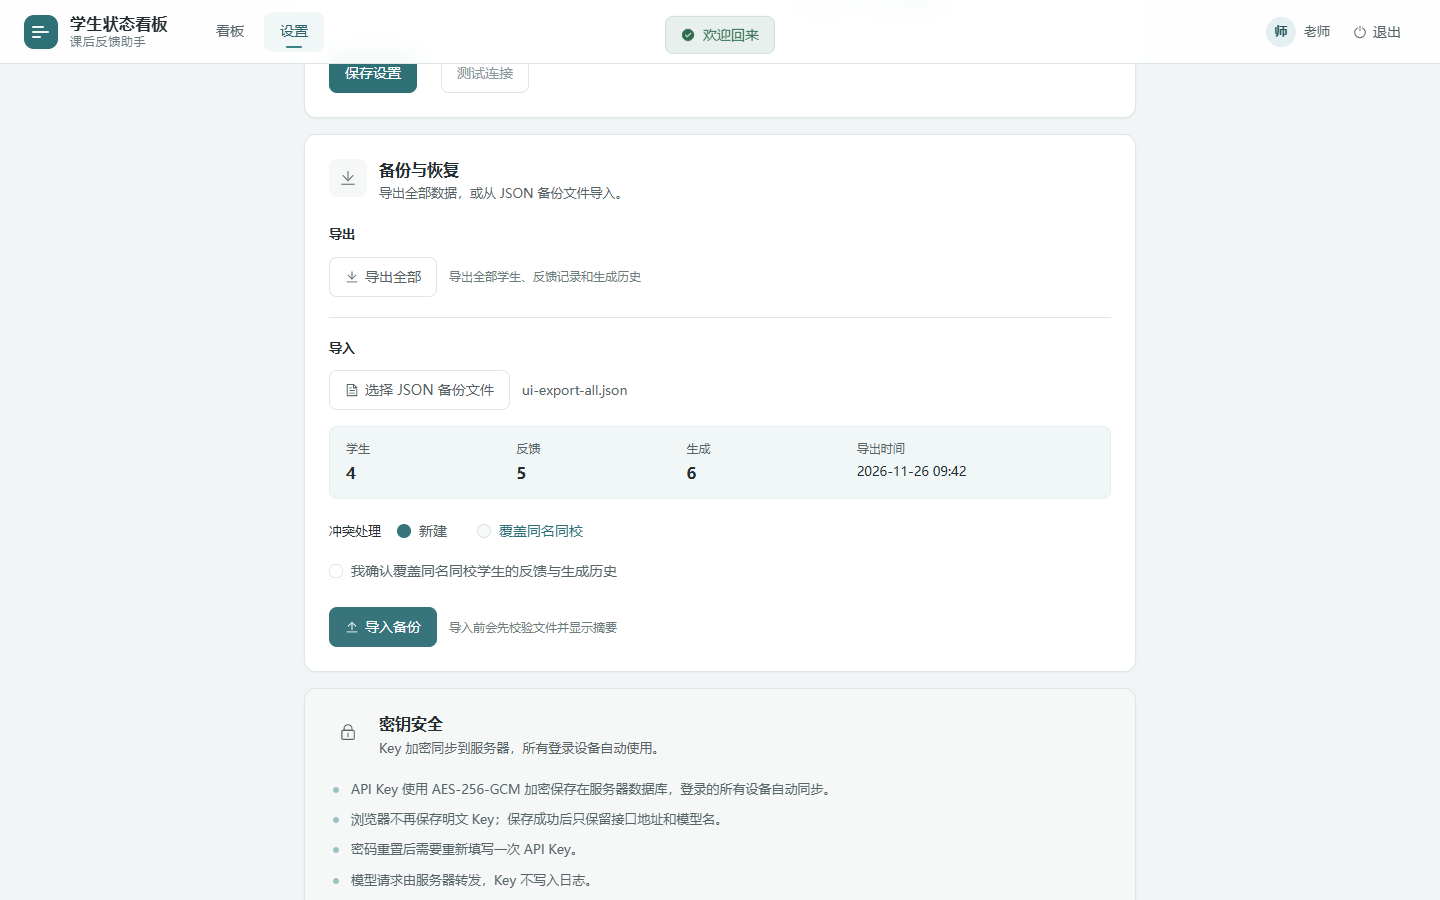 学生状态看板
课后反馈助手
看板
设置
欢迎回来
师
老师
退出
保存设置
测试连接
备份与恢复
导出全部数据，或从 JSON 备份文件导入。
导出
导出全部
导出全部学生、反馈记录和生成历史
导入
选择 JSON 备份文件
ui-export-all.json
学生
反馈
生成
导出时间
4
5
6
2026-11-26 09:42
冲突处理
新建
覆盖同名同校
我确认覆盖同名同校学生的反馈与生成历史
导入备份
导入前会先校验文件并显示摘要
密钥安全
Key 加密同步到服务器，所有登录设备自动使用。
API Key 使用 AES-256-GCM 加密保存在服务器数据库，登录的所有设备自动同步。
浏览器不再保存明文 Key；保存成功后只保留接口地址和模型名。
密码重置后需要重新填写一次 API Key。
模型请求由服务器转发，Key 不写入日志。